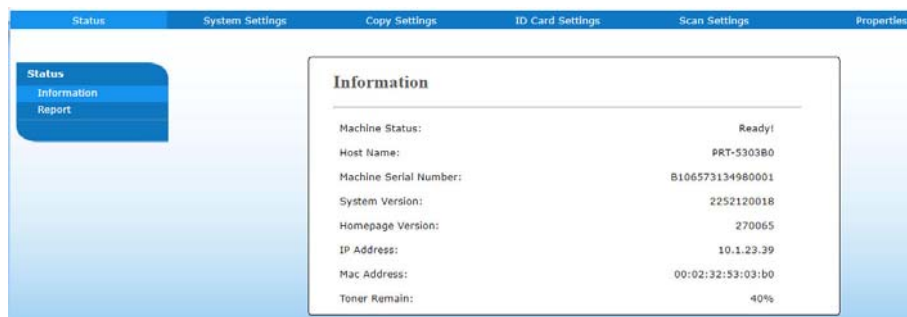 Status System Settings Copy Settings ID Card Settings Scan Settings Properties
Status
Information
Report
Information
Machine Status: Ready!
Host Name: PRT-5303B0
Machine Serial Number: B106573134980001
System Version: 2252120018
Homepage Version: 270065
IP Address: 10.1.23.39
Mac Address: 00:02:32:53:03:b0
Toner Remain: 40%